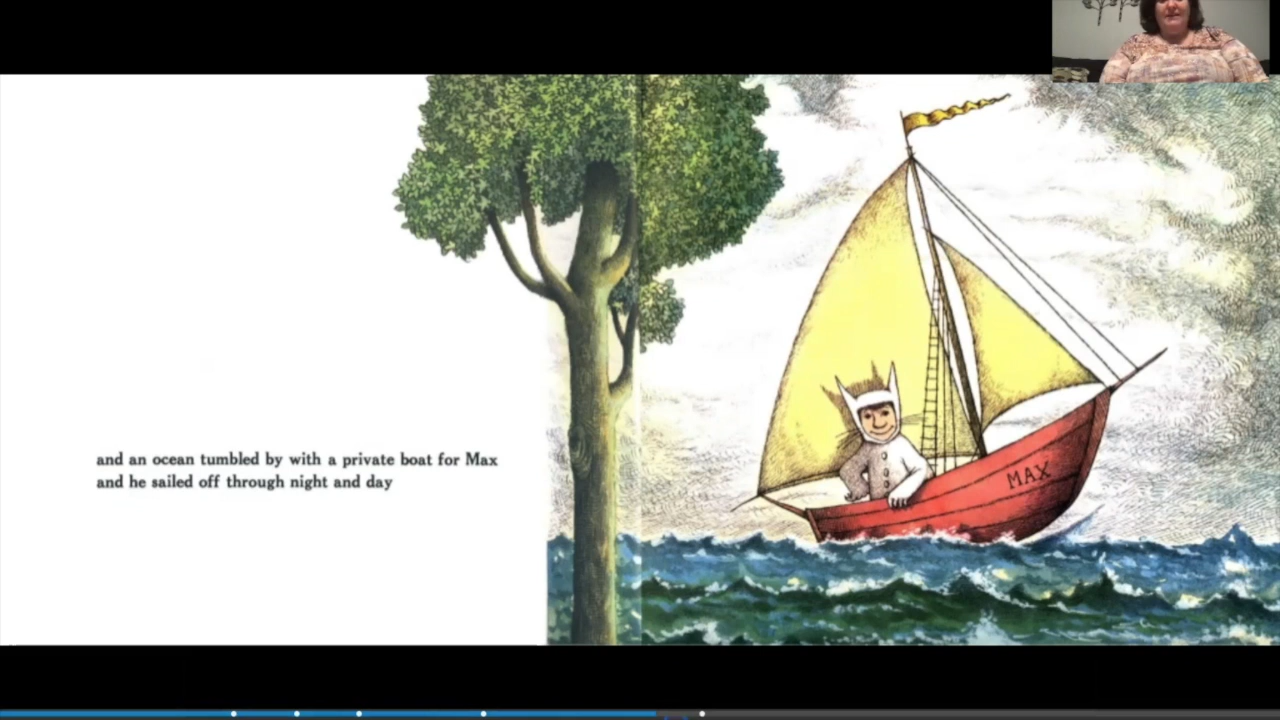 and an ocean tumbled by with a private boat for Max
and he sailed off through night and day
MAX